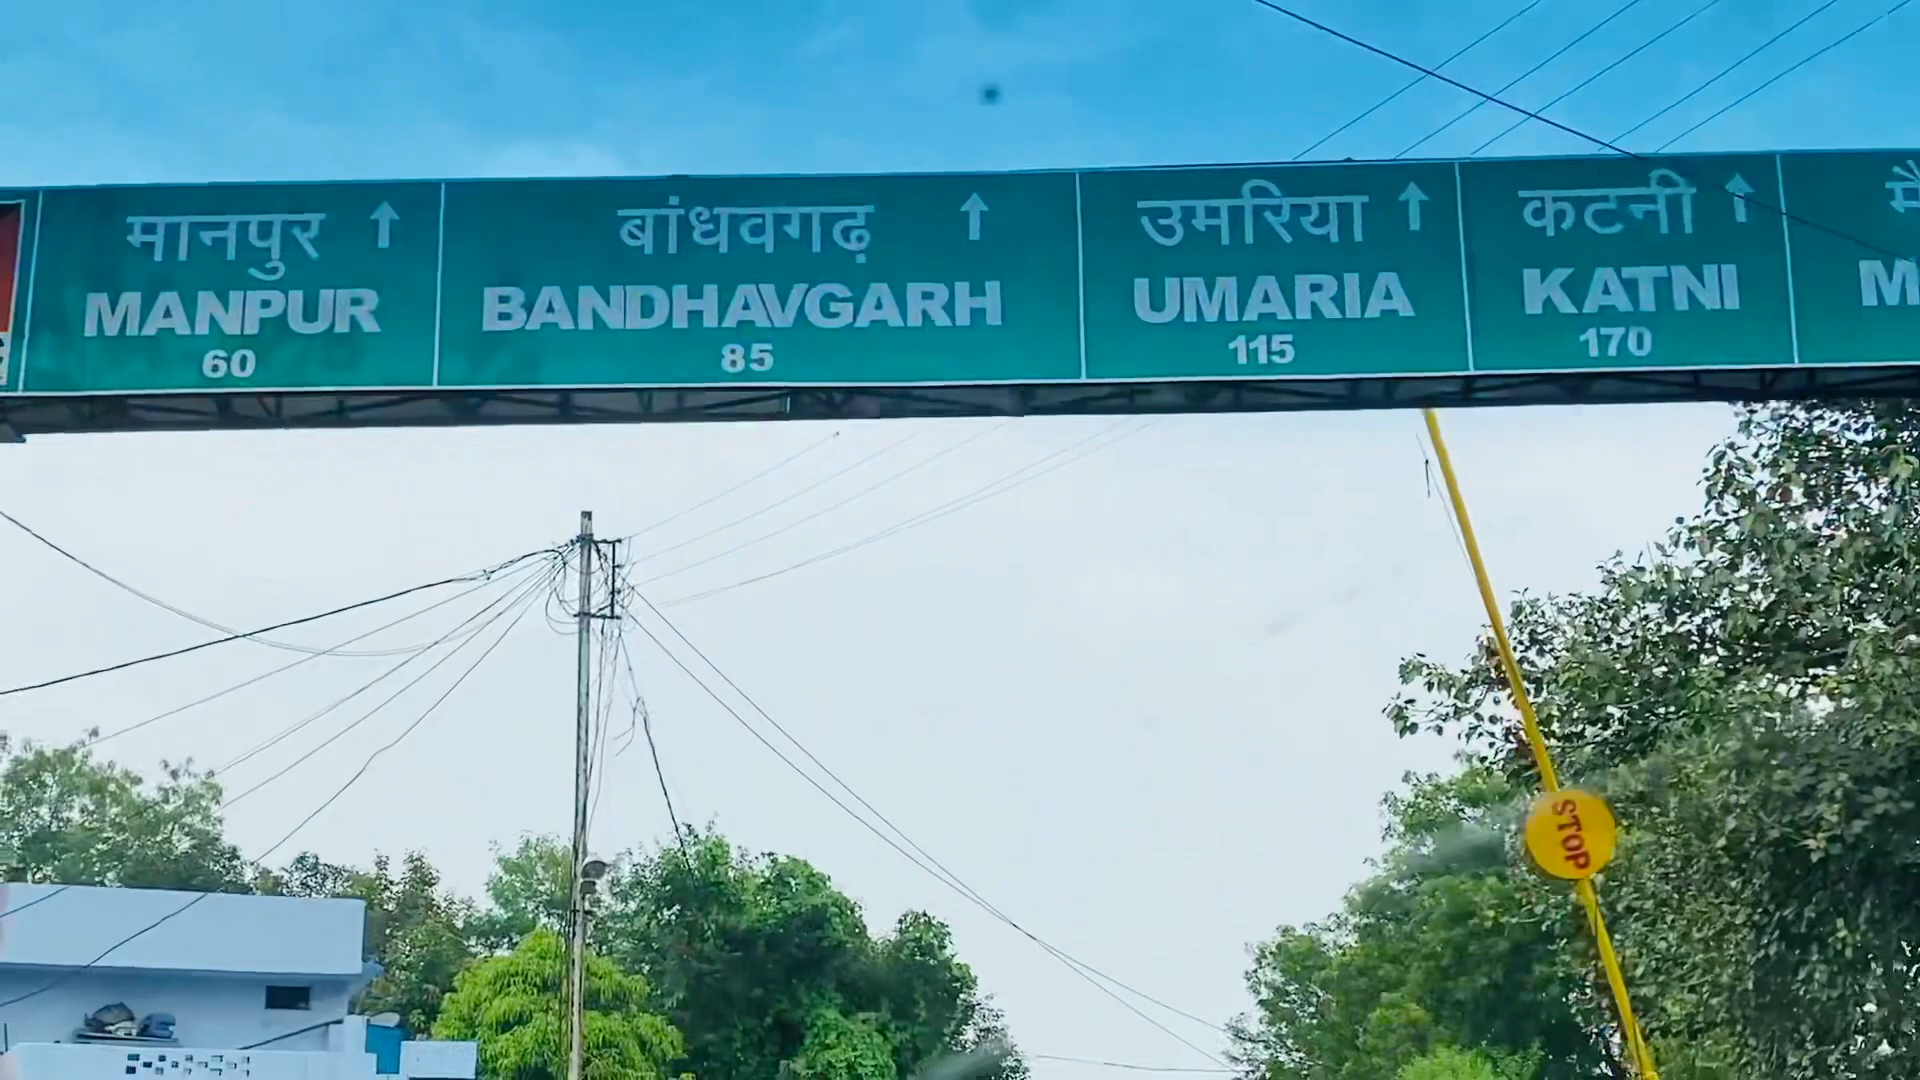 मानपुर ↑
MANPUR
60
बांधवगढ़ ↑
BANDHAVGARH
85
उमरिया ↑
UMARIA
115
कटनी ↑
KATNI
170
STOP